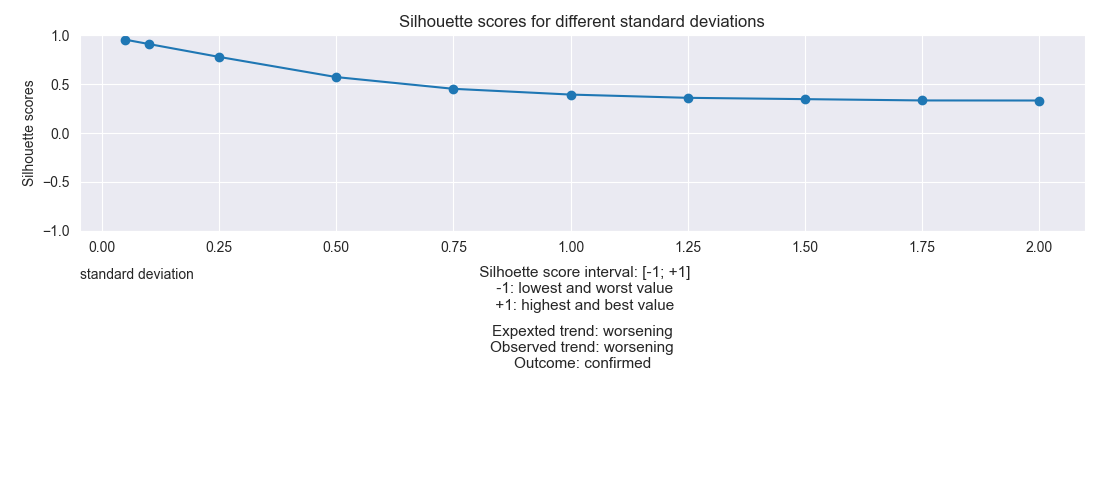 Silhouette scores for different standard deviations
1.0
0.5
0.0
−0.5
−1.0
Silhouette scores
0.00 0.25 0.50 0.75 1.00 1.25 1.50 1.75 2.00
standard deviation
Silhoette score interval: [-1; +1]
-1: lowest and worst value
+1: highest and best value
Expexted trend: worsening
Observed trend: worsening
Outcome: confirmed